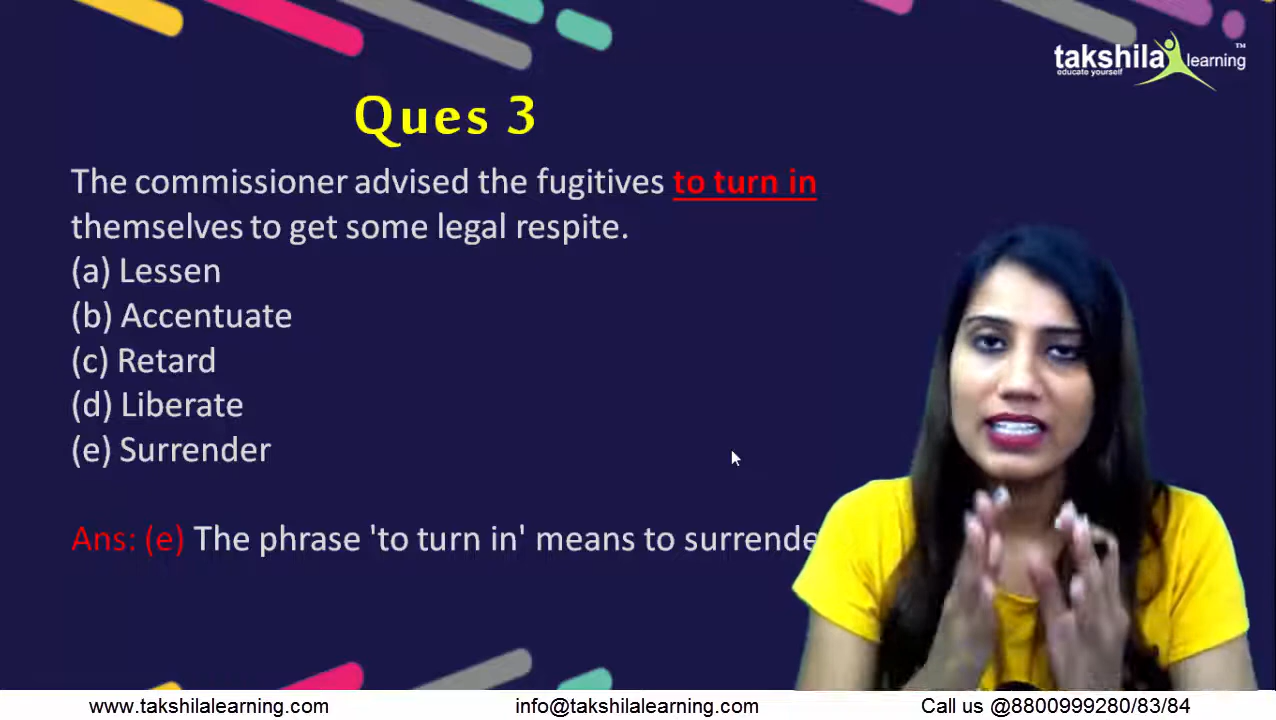 takshila learning™
educate yourself
Ques 3
The commissioner advised the fugitives to turn in
themselves to get some legal respite.
(a) Lessen
(b) Accentuate
(c) Retard
(d) Liberate
(e) Surrender
Ans: (e) The phrase 'to turn in' means to surrende
www.takshilalearning.com info@takshilalearning.com Call us @8800999280/83/84